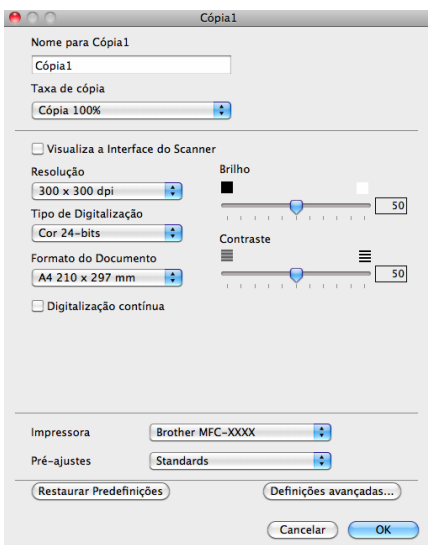 Cópia1
Nome para Cópia1
Cópia1
Taxa de cópia
Cópia 100%
Visualiza a Interface do Scanner
Resolução
300 x 300 dpi
Tipo de Digitalização
Cor 24-bits
Formato do Documento
A4 210 x 297 mm
Digitalização contínua
Brilho
50
Contraste
50
Impressora
Brother MFC-XXXX
Pré-ajustes
Standards
Restaurar Predefinições
Definições avançadas...
Cancelar
OK